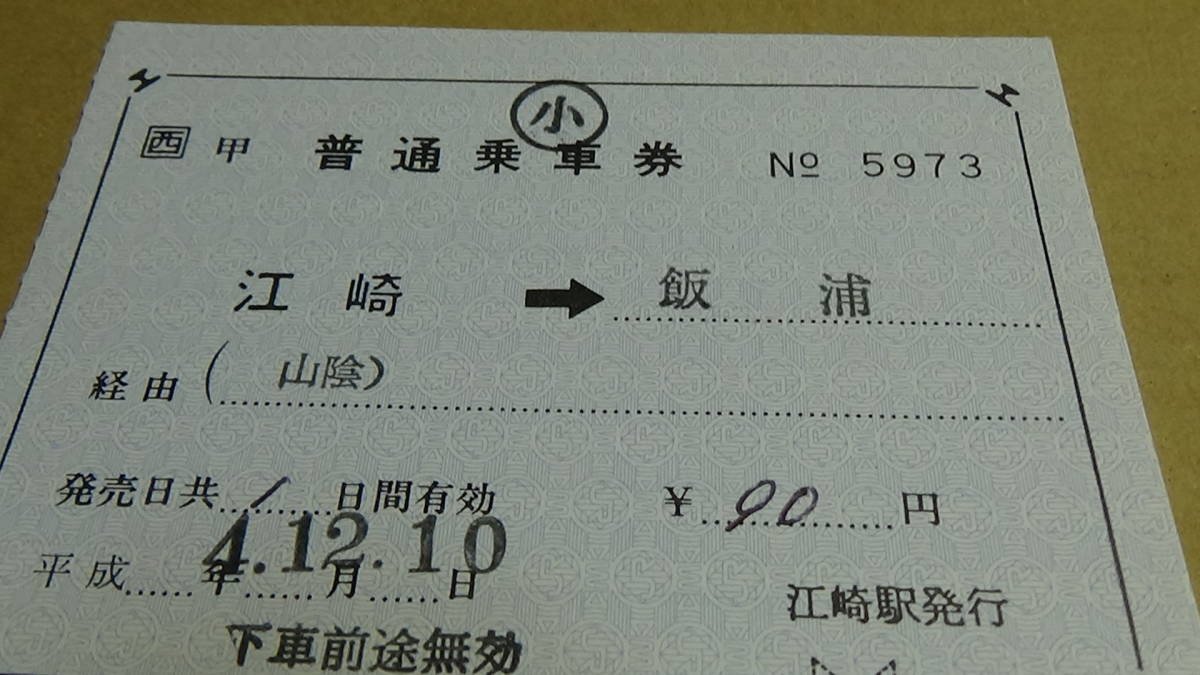 小
西 甲 普通乗車券 № 5973
江崎 ➡ 飯浦
経由 (山陰)
発売日共 1 日間有効 ¥ 90 円
4.12.10
平成 年 月 日
江崎駅発行
下車前途無効